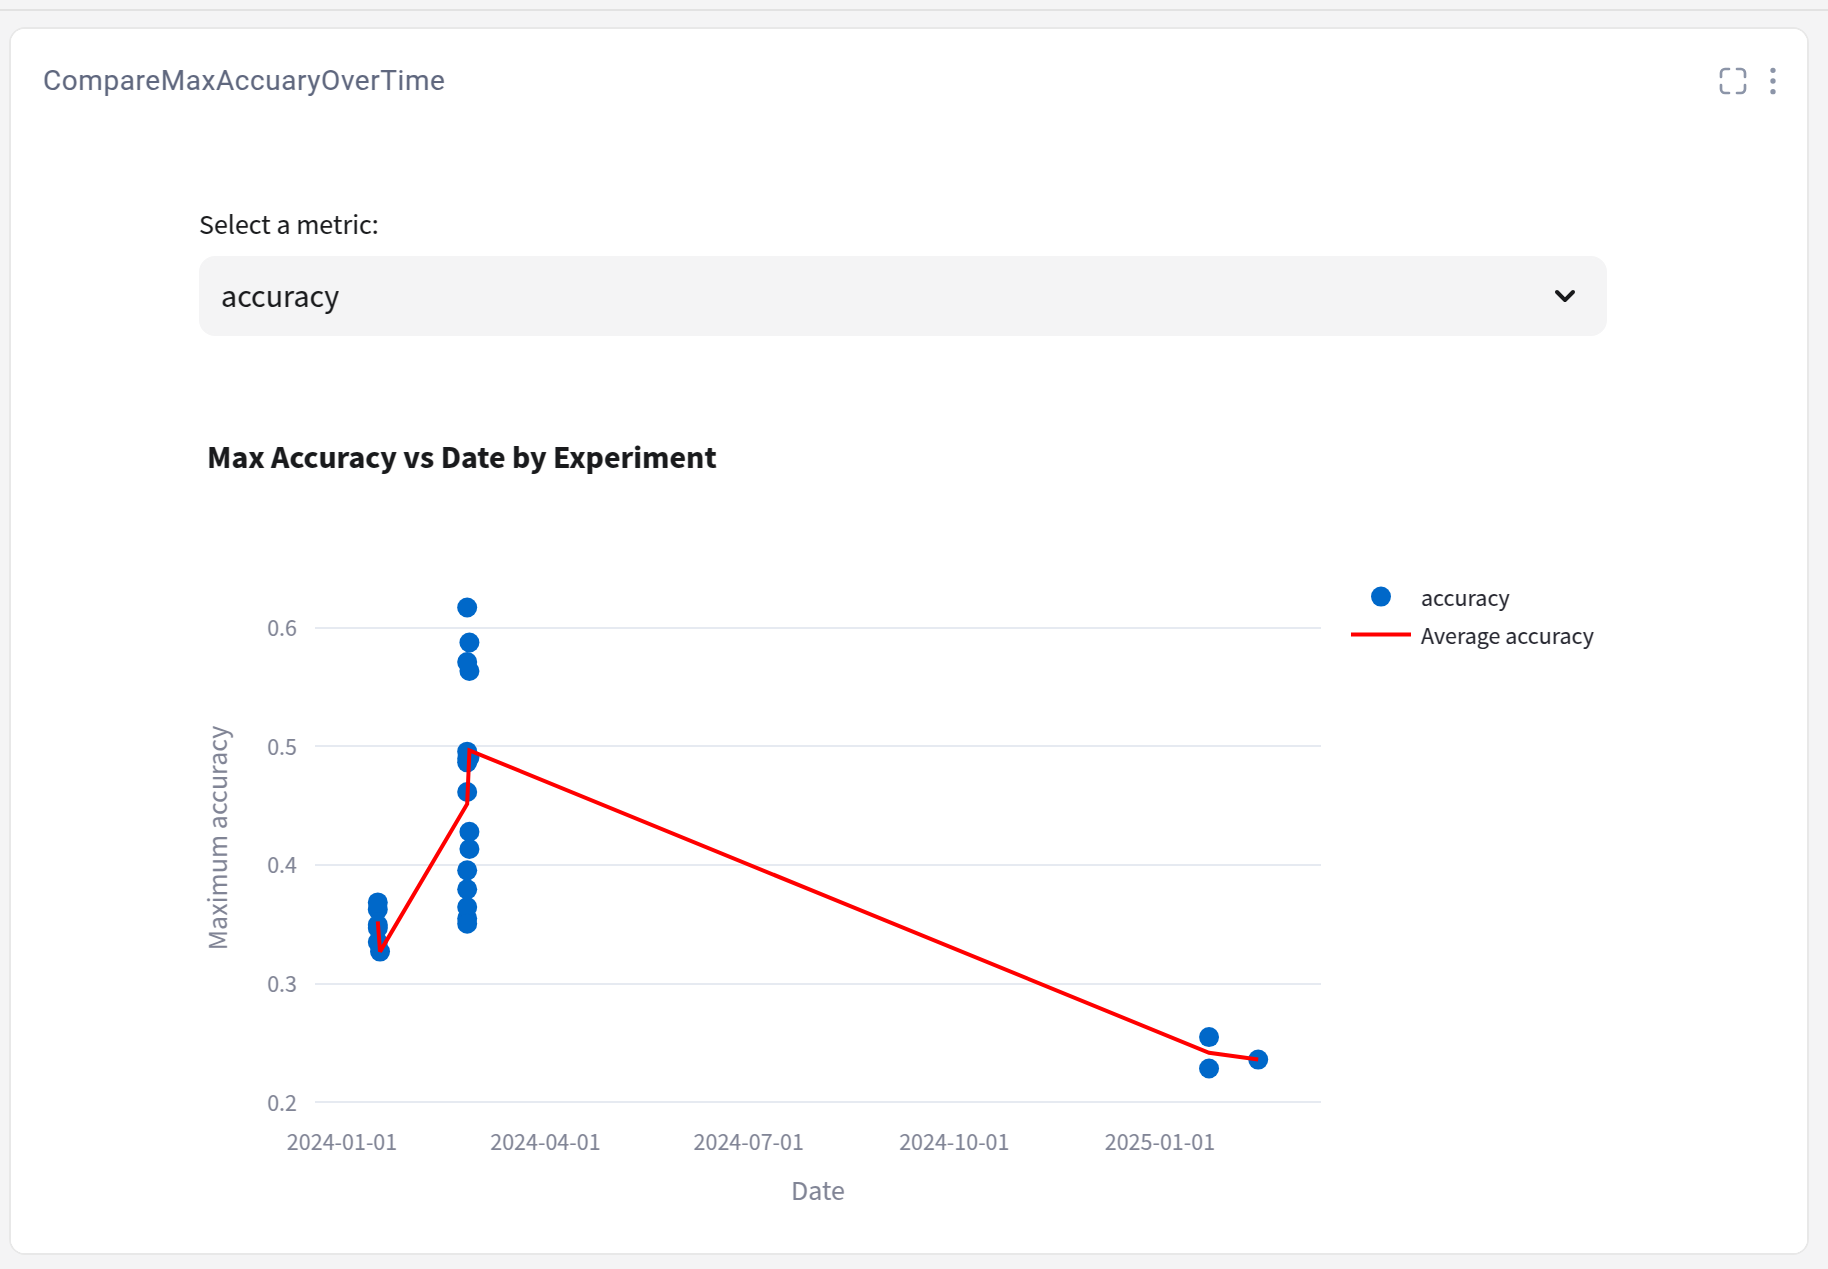 CompareMaxAccuaryOverTime
Select a metric:
accuracy
Max Accuracy vs Date by Experiment
accuracy
Average accuracy
Maximum accuracy
0.6
0.5
0.4
0.3
0.2
2024-01-01 2024-04-01 2024-07-01 2024-10-01 2025-01-01
Date